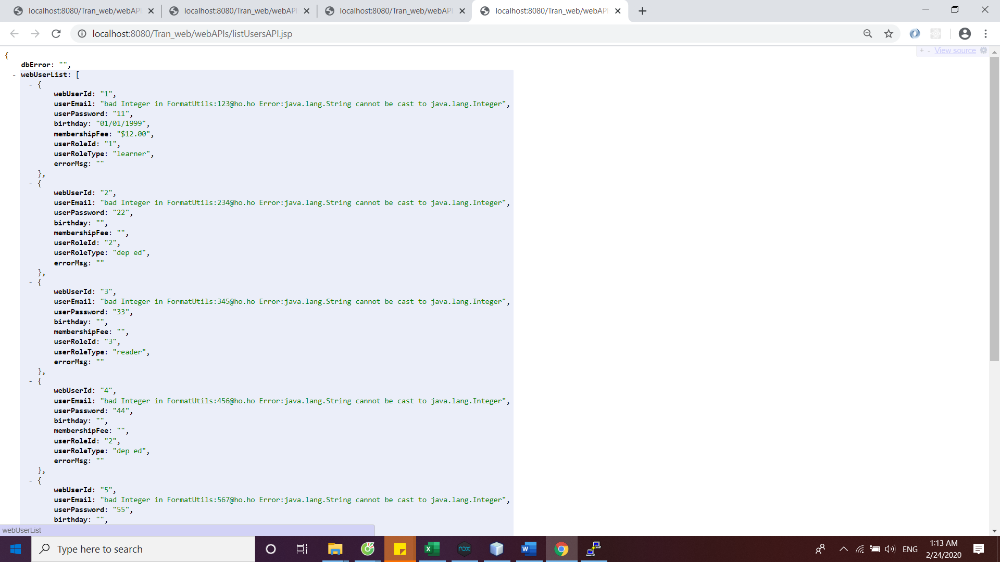 localhost:8080/Tran_web/webAPI
localhost:8080/Tran_web/webAPI
localhost:8080/Tran_web/webAPI
localhost:8080/Tran_web/webAPI
localhost:8080/Tran_web/webAPIs/listUsersAPI.jsp
+ - View source
{
dbError: "",
- webUserList: [
- {
webUserId: "1",
userEmail: "bad Integer in FormatUtils:123@ho.ho Error:java.lang.String cannot be cast to java.lang.Integer",
userPassword: "11",
birthday: "01/01/1999",
membershipFee: "$12.00",
userRoleId: "1",
userRoleType: "learner",
errorMsg: ""
},
- {
webUserId: "2",
userEmail: "bad Integer in FormatUtils:234@ho.ho Error:java.lang.String cannot be cast to java.lang.Integer",
userPassword: "22",
birthday: "",
membershipFee: "",
userRoleId: "2",
userRoleType: "dep ed",
errorMsg: ""
},
- {
webUserId: "3",
userEmail: "bad Integer in FormatUtils:345@ho.ho Error:java.lang.String cannot be cast to java.lang.Integer",
userPassword: "33",
birthday: "",
membershipFee: "",
userRoleId: "3",
userRoleType: "reader",
errorMsg: ""
},
- {
webUserId: "4",
userEmail: "bad Integer in FormatUtils:456@ho.ho Error:java.lang.String cannot be cast to java.lang.Integer",
userPassword: "44",
birthday: "",
membershipFee: "",
userRoleId: "2",
userRoleType: "dep ed",
errorMsg: ""
},
- {
webUserId: "5",
userEmail: "bad Integer in FormatUtils:567@ho.ho Error:java.lang.String cannot be cast to java.lang.Integer",
userPassword: "55",
birthday: "",
webUserList
Type here to search
nox
ENG
1:13 AM
2/24/2020